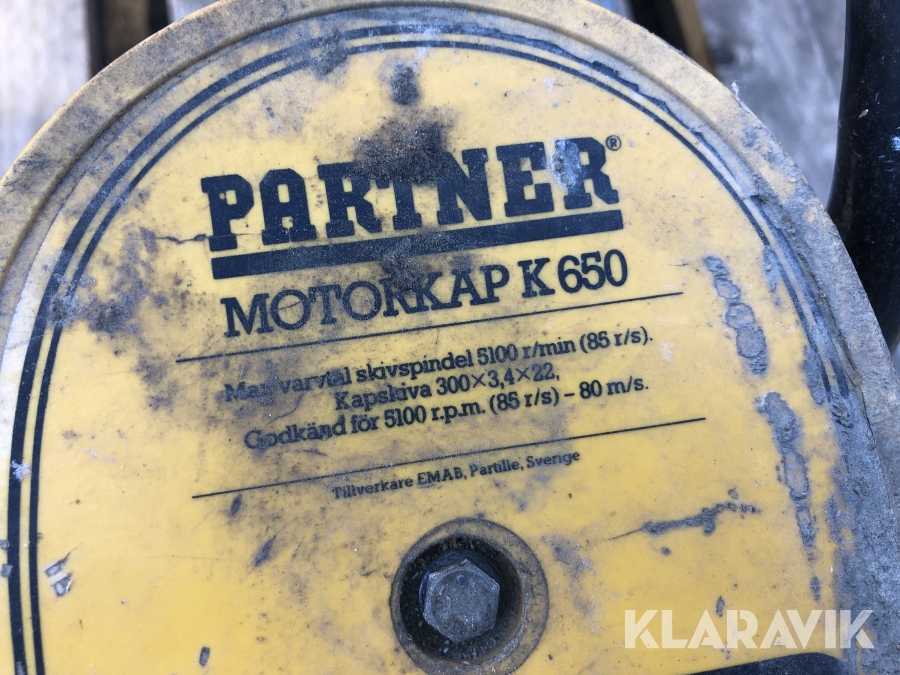 PARTNER®
MOTORKAP K 650
Max varvtal skivspindel 5100 r/min (85 r/s).
Kapskiva 300×3,4×22,
Godkänd för 5100 r.p.m. (85 r/s) – 80 m/s.
Tillverkare EMAB, Partille, Sverige
KLARAVIK